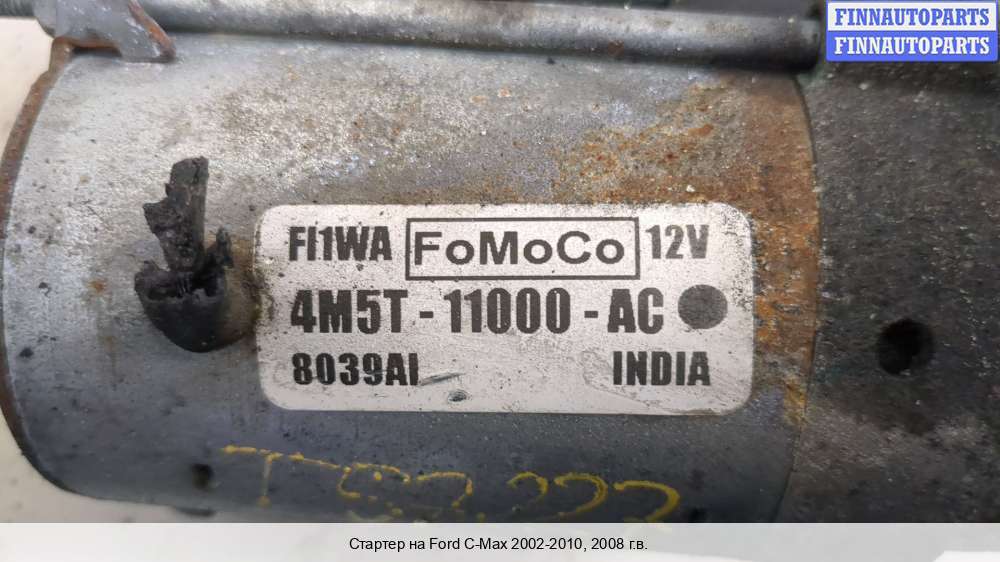 FINNAUTOPARTS
FINNAUTOPARTS
FI1WA FoMoCo 12V
4M5T - 11000 - AC
8039AI INDIA
Стартер на Ford C-Max 2002-2010, 2008 г.в.